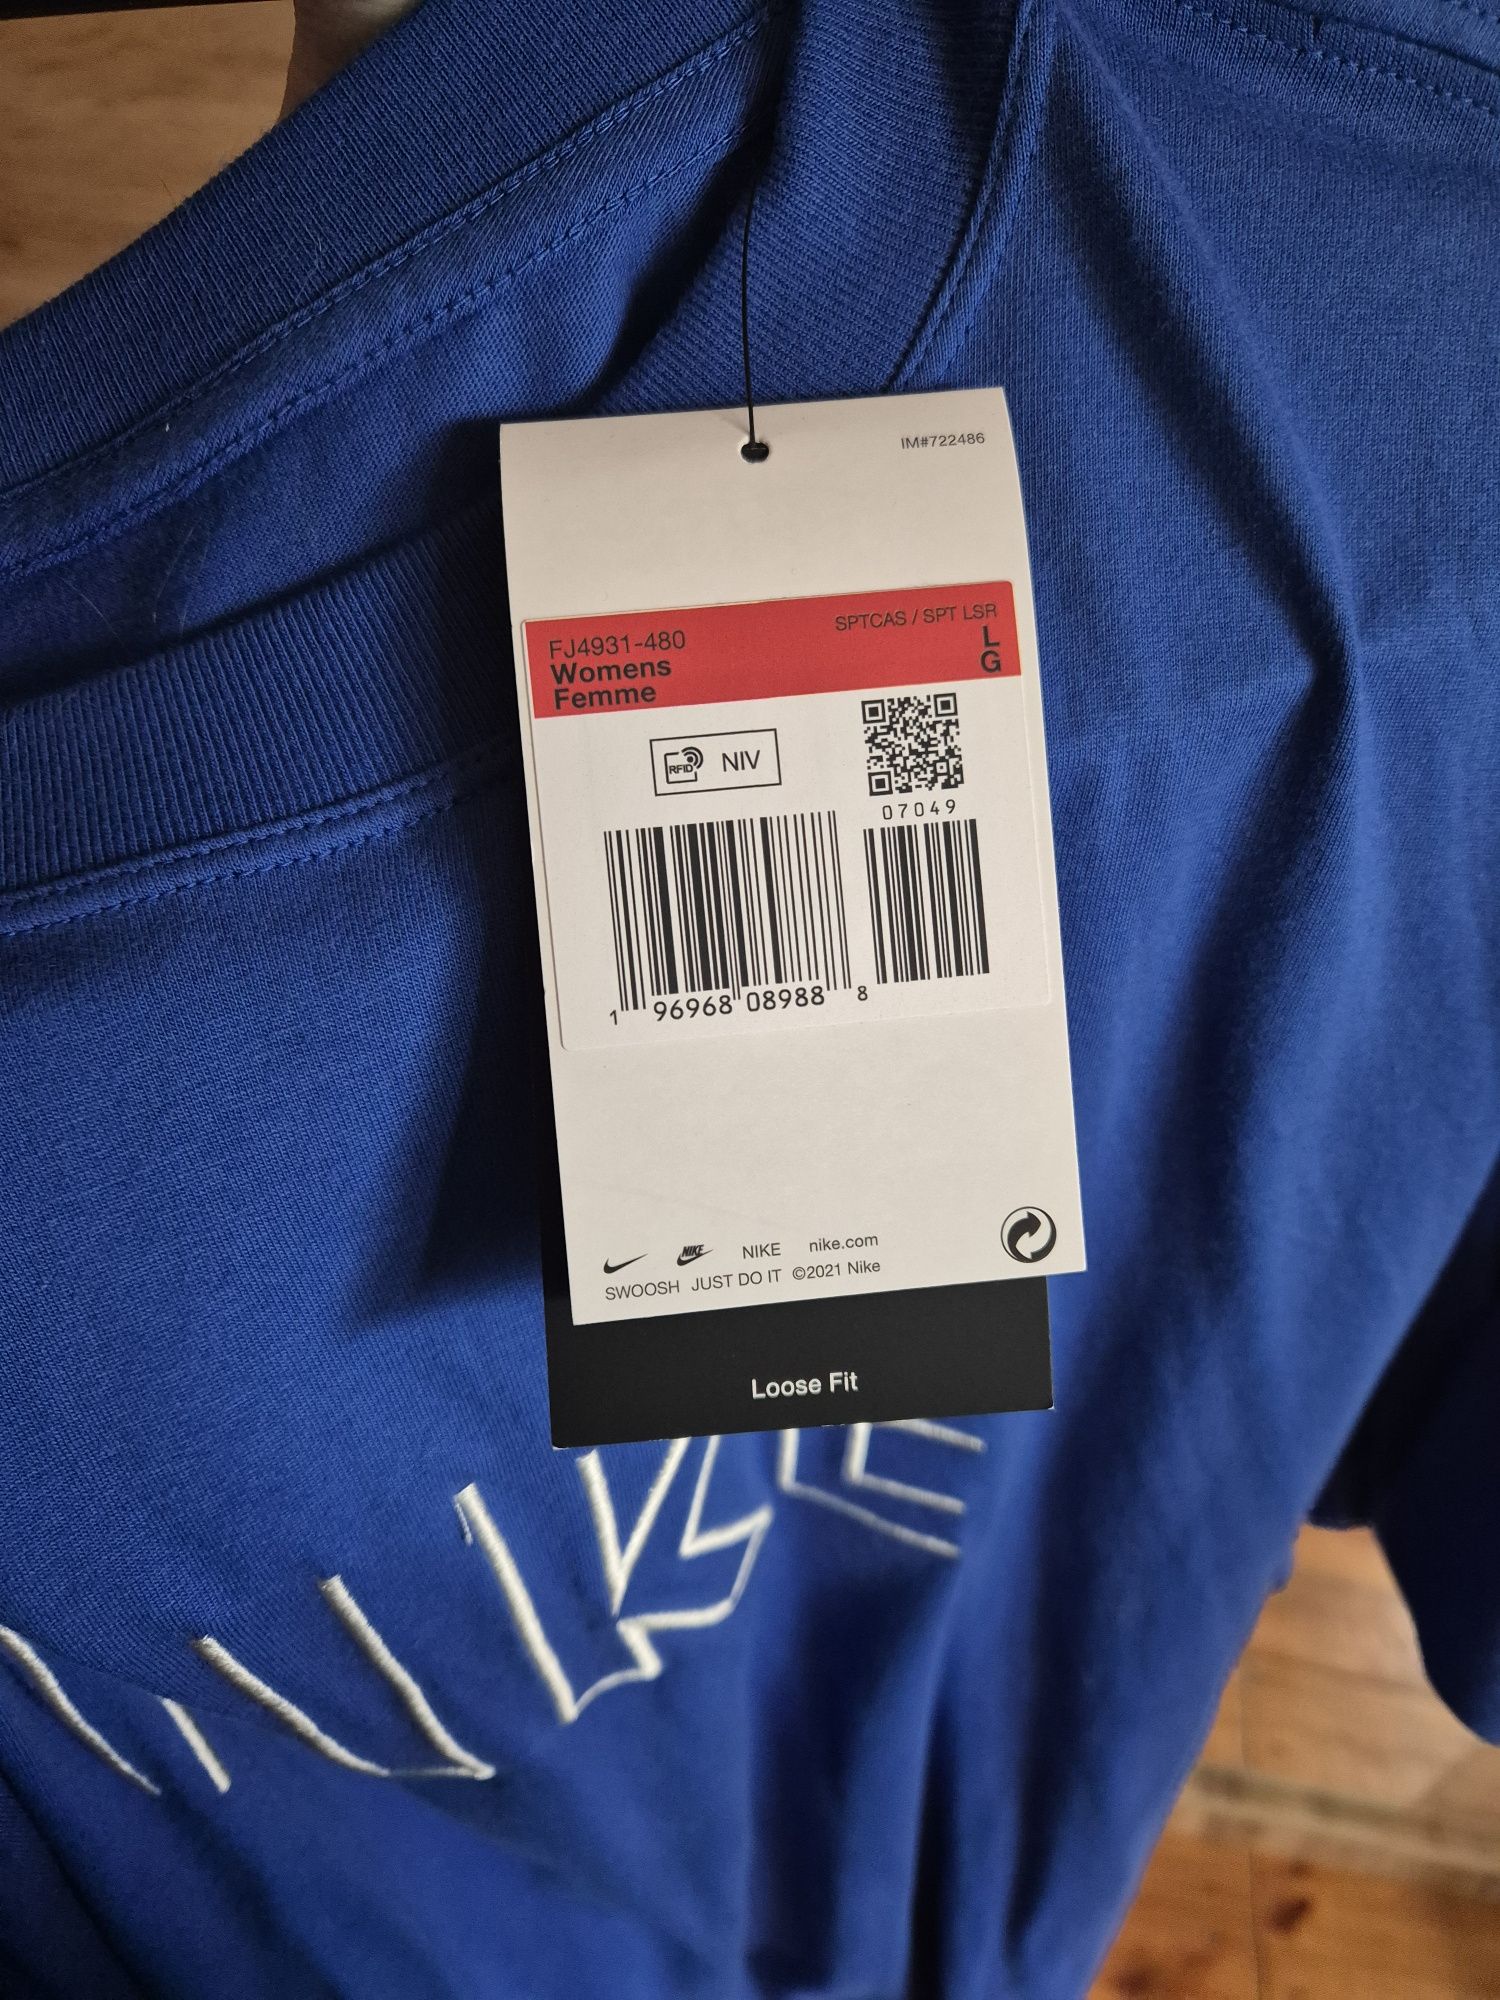 IM#722486
FJ4931-480
SPTCAS / SPT LSR
Womens
L
Femme
G
RFID NIV
07049
1 96968 08988 8
NIKE NIKE nike.com
SWOOSH JUST DO IT ©2021 Nike
Loose Fit
NIKE